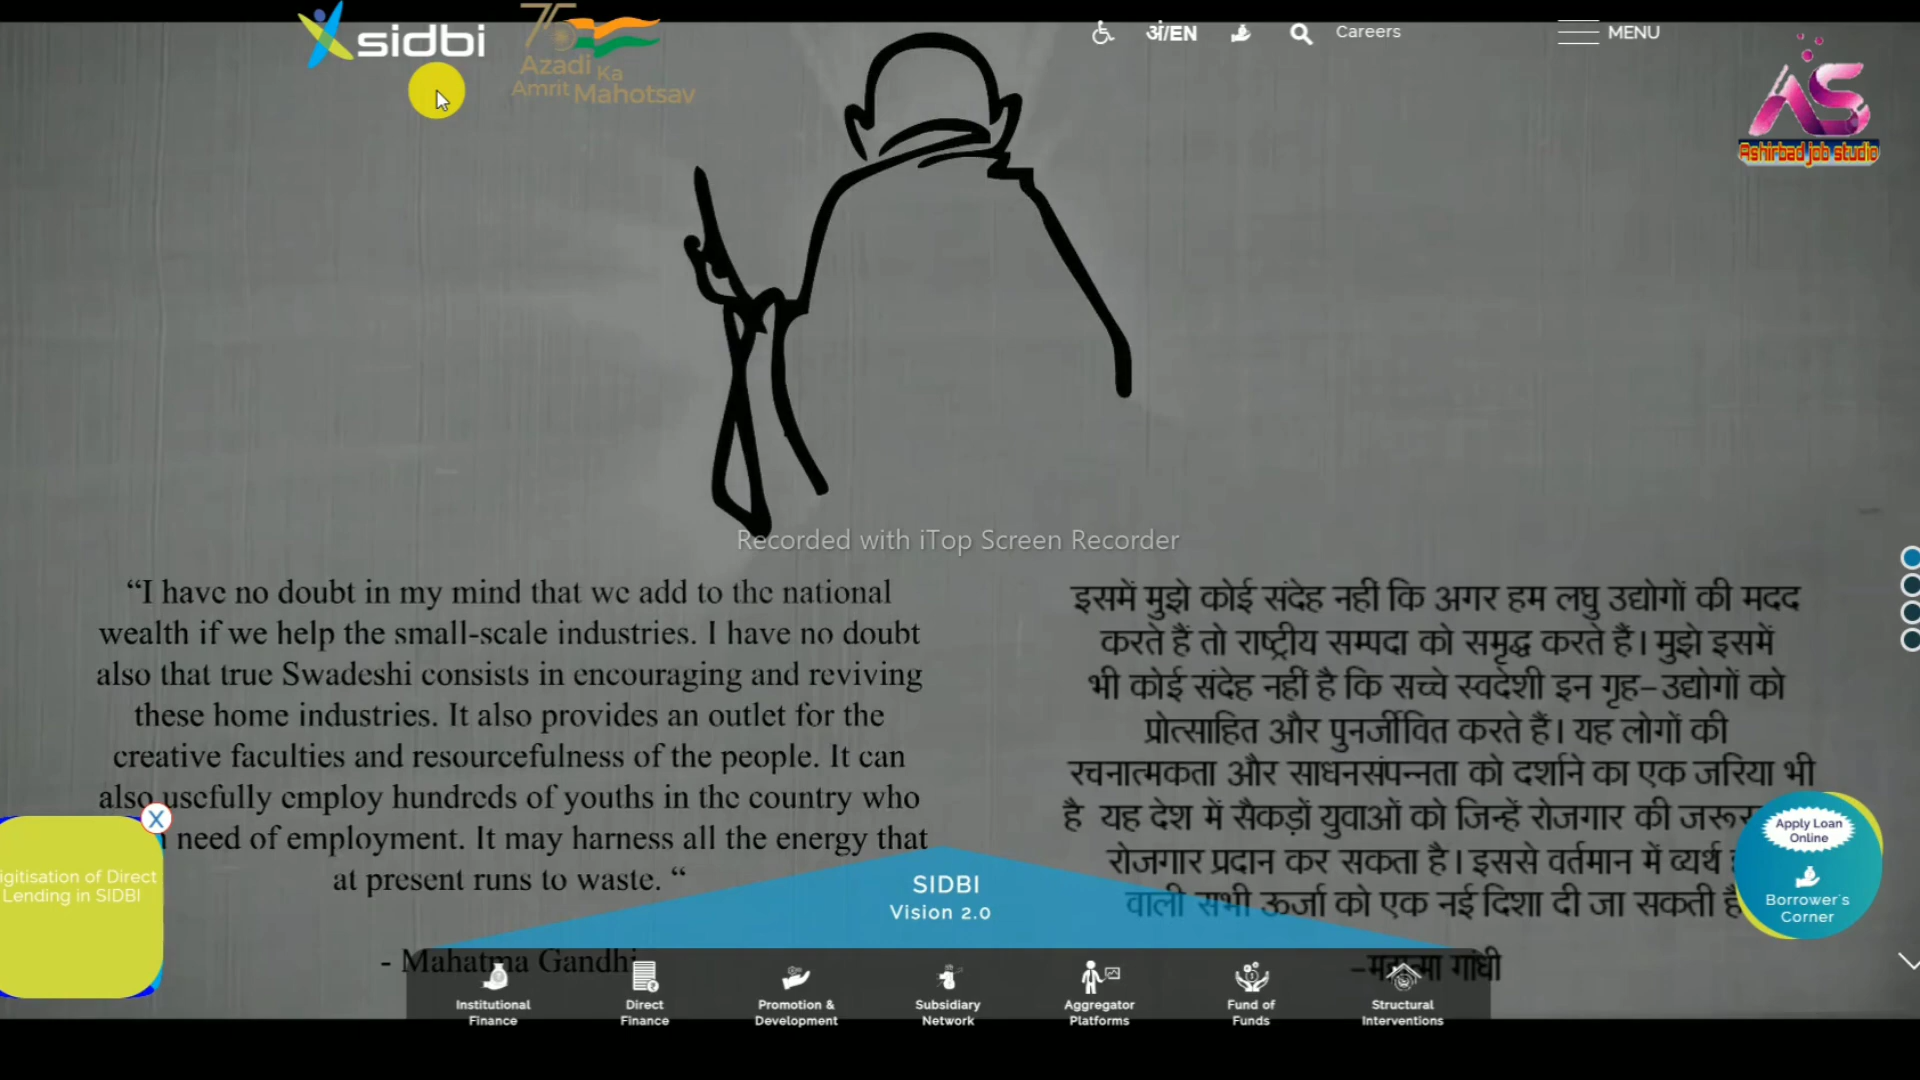 sidbi
75
Azadi Ka
Amrit Mahotsav
अं/EN
Careers
MENU
AS
Ashirbad job studio
Recorded with iTop Screen Recorder
“I have no doubt in my mind that we add to the national
wealth if we help the small-scale industries. I have no doubt
also that true Swadeshi consists in encouraging and reviving
these home industries. It also provides an outlet for the
creative faculties and resourcefulness of the people. It can
also usefully employ hundreds of youths in the country who
need of employment. It may harness all the energy that
at present runs to waste. “
- Mahatma Gandhi
इसमें मुझे कोई संदेह नहीं कि अगर हम लघु उद्योगों की मदद
करते हैं तो राष्ट्रीय सम्पदा को समृद्ध करते हैं। मुझे इसमें
भी कोई संदेह नहीं है कि सच्चे स्वदेशी इन गृह-उद्योगों को
प्रोत्साहित और पुनर्जीवित करते हैं। यह लोगों की
रचनात्मकता और साधनसंपन्नता को दर्शाने का एक जरिया भी
है यह देश में सैकड़ों युवाओं को जिन्हें रोजगार की
रोजगार प्रदान कर सकता है। इससे वर्तमान में व्यर्थ
वाली सभी ऊर्जा को एक नई दिशा दी जा सकती
-महात्मा गांधी
X
igitisation of Direct
Lending in SIDBI
Apply Loan
Online
Borrower's
Corner
SIDBI
Vision 2.0
Institutional
Finance
Direct
Finance
Promotion &
Development
Subsidiary
Network
Aggregator
Platforms
Fund of
Funds
Structural
Interventions